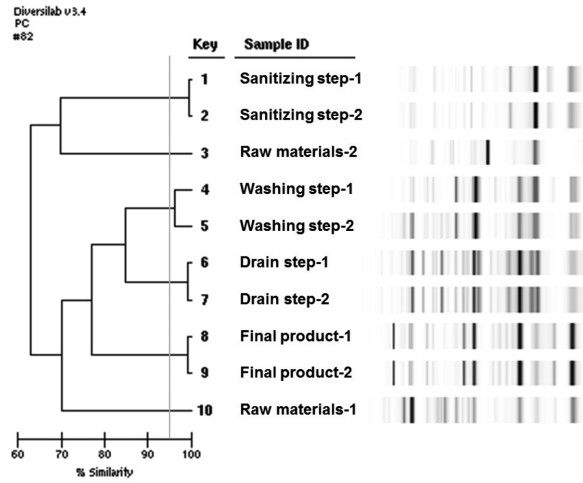 Diversilab v3.4
PC
#82
Key Sample ID
1 Sanitizing step-1
2 Sanitizing step-2
3 Raw materials-2
4 Washing step-1
5 Washing step-2
6 Drain step-1
7 Drain step-2
8 Final product-1
9 Final product-2
10 Raw materials-1
60 70 80 90 100
% Similarity